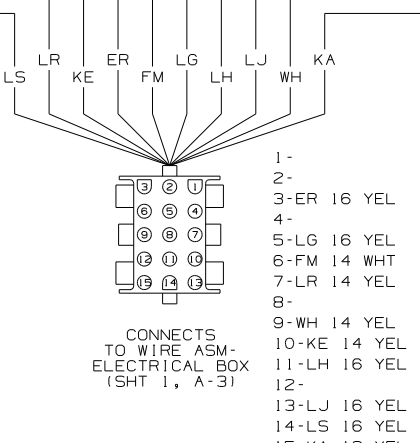 LS LR KE ER FM LG LH LJ WH KA
3 2 1
6 5 4
9 8 7
12 11 10
15 14 13
CONNECTS
TO WIRE ASM-
ELECTRICAL BOX
(SHT 1, A-3)
1-
2-
3-ER 16 YEL
4-
5-LG 16 YEL
6-FM 14 WHT
7-LR 14 YEL
8-
9-WH 14 YEL
10-KE 14 YEL
11-LH 16 YEL
12-
13-LJ 16 YEL
14-LS 16 YEL